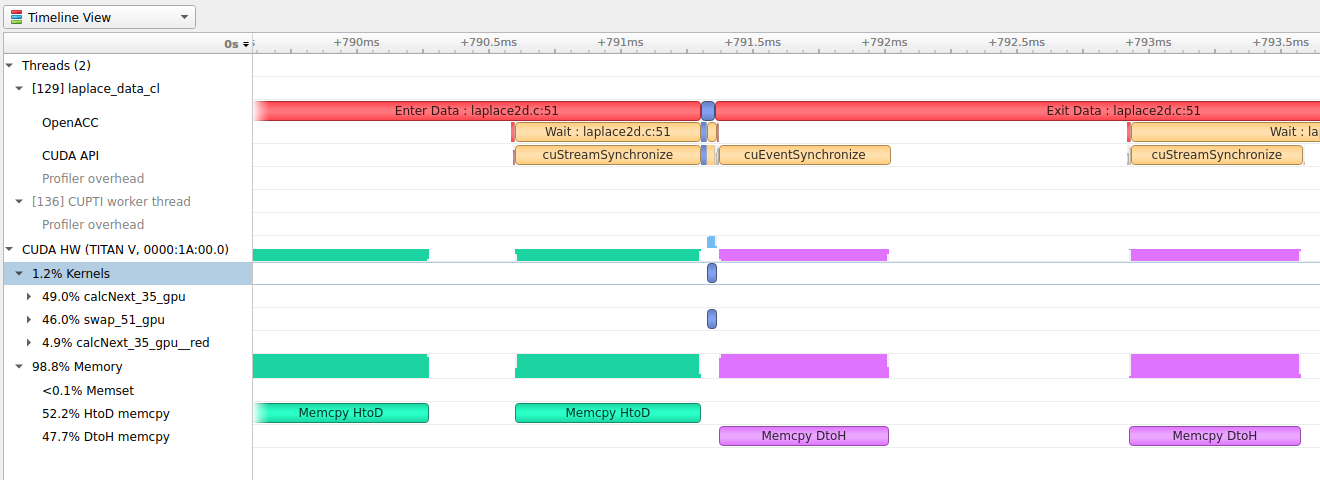 Timeline View
0s +790ms +790.5ms +791ms +791.5ms +792ms +792.5ms +793ms +793.5ms
Threads (2)
[129] laplace_data_cl
OpenACC Enter Data : laplace2d.c:51 Exit Data : laplace2d.c:51
Wait : laplace2d.c:51 Wait : la
CUDA API cuStreamSynchronize cuEventSynchronize cuStreamSynchronize
Profiler overhead
[136] CUPTI worker thread
Profiler overhead
CUDA HW (TITAN V, 0000:1A:00.0)
1.2% Kernels
49.0% calcNext_35_gpu
46.0% swap_51_gpu
4.9% calcNext_35_gpu__red
98.8% Memory
<0.1% Memset
52.2% HtoD memcpy Memcpy HtoD Memcpy HtoD
47.7% DtoH memcpy Memcpy DtoH Memcpy DtoH